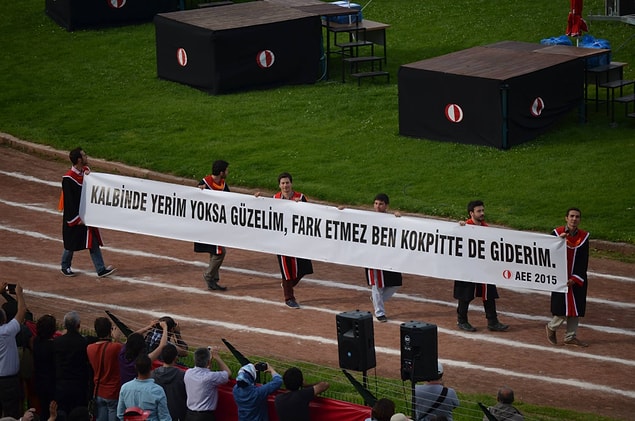 KALBİNDE YERİM YOKSA GÜZELİM, FARK ETMEZ BEN KOKPİTTE DE GİDERİM.
AEE 2015